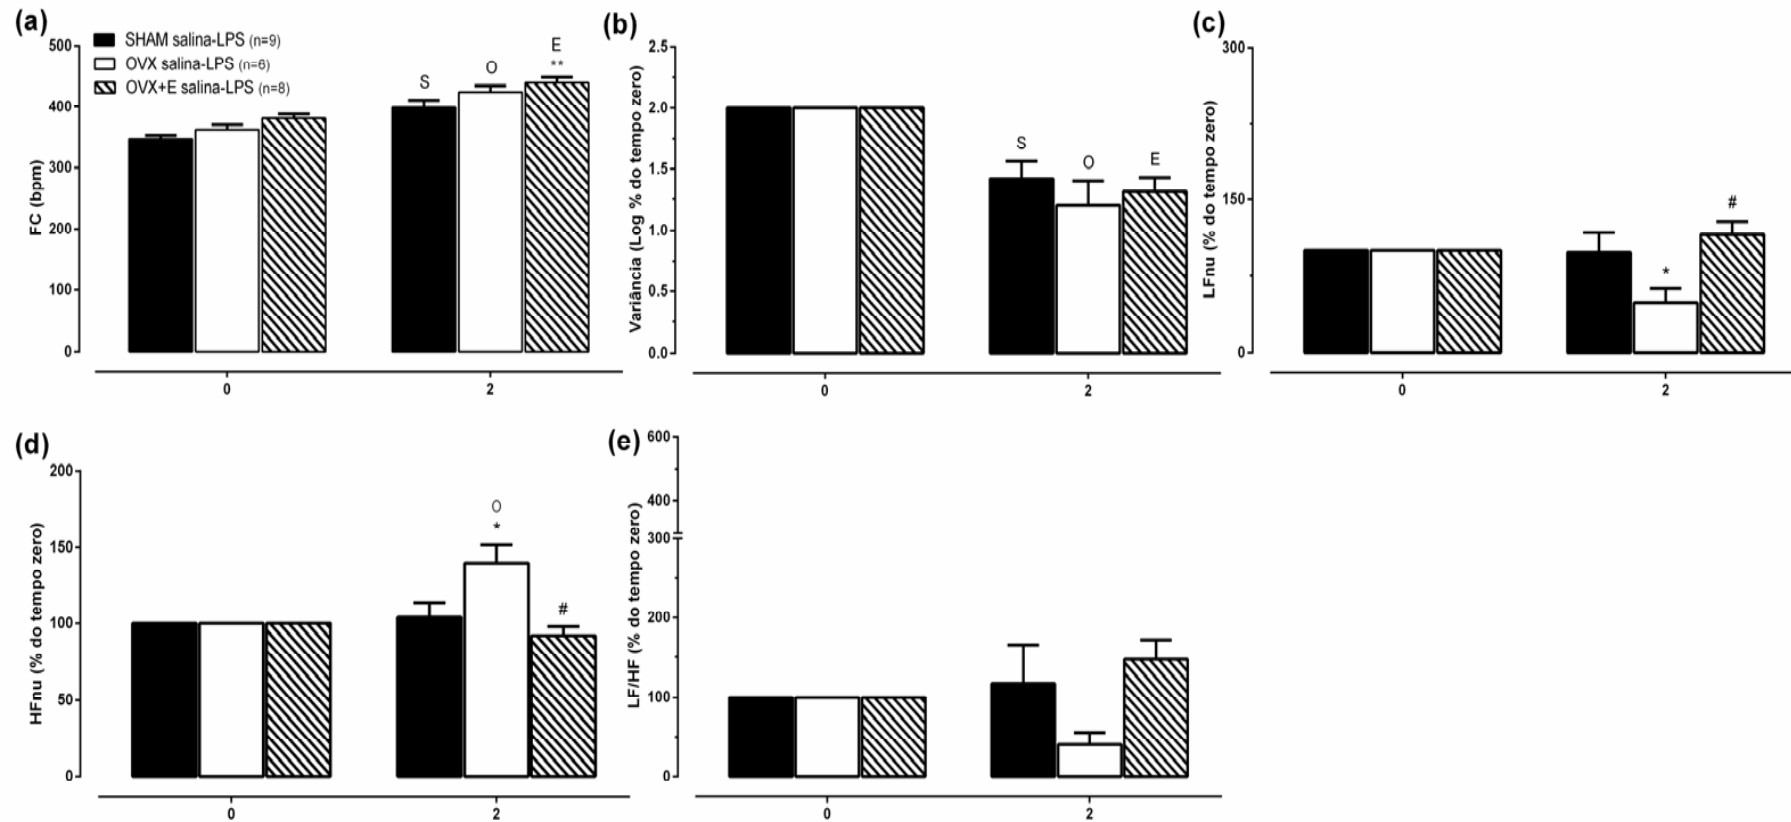 (a)
SHAM salina-LPS (n=9)
OVX salina-LPS (n=6)
OVX+E salina-LPS (n=8)
FC (bpm)
500
400
300
200
100
0
S
O
E
**
0
2
(b)
Variância (Log % do tempo zero)
2.5
2.0
1.5
1.0
0.5
0.0
S
O
E
0
2
(c)
LFnu (% do tempo zero)
300
150
0
*
#
0
2
(d)
HFnu (% do tempo zero)
200
150
100
50
0
O
*
#
0
2
(e)
LF/HF (% do tempo zero)
600
400
300
200
100
0
0
2